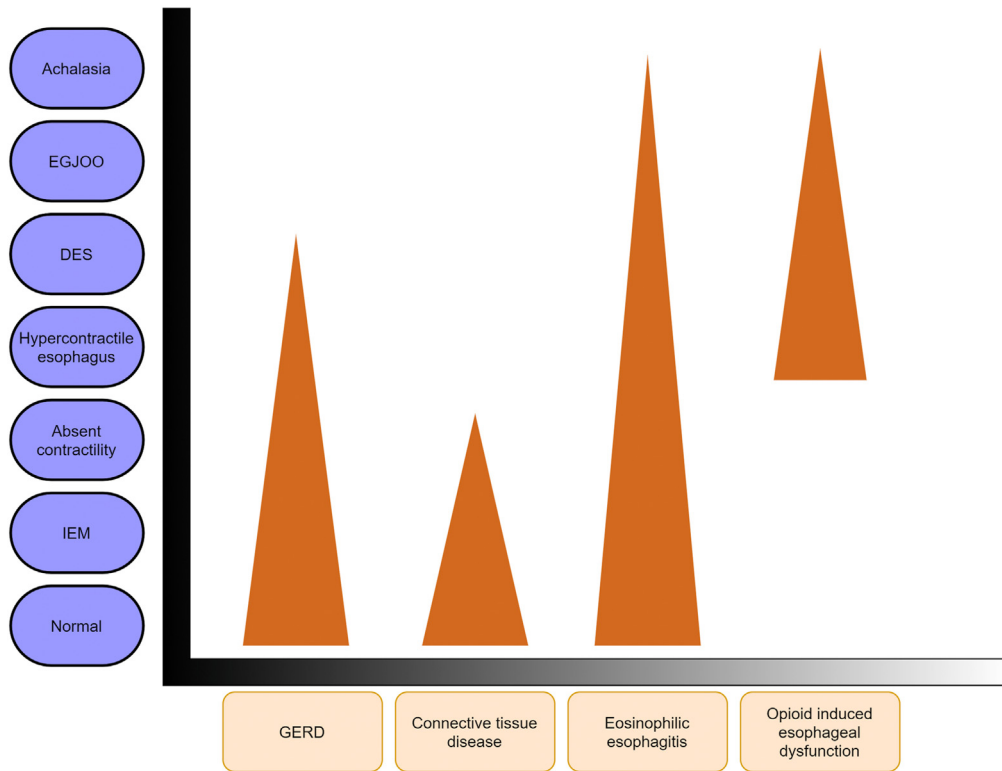 Achalasia
EGJOO
DES
Hypercontractile
esophagus
Absent
contractility
IEM
Normal
GERD
Connective tissue
disease
Eosinophilic
esophagitis
Opioid induced
esophageal
dysfunction